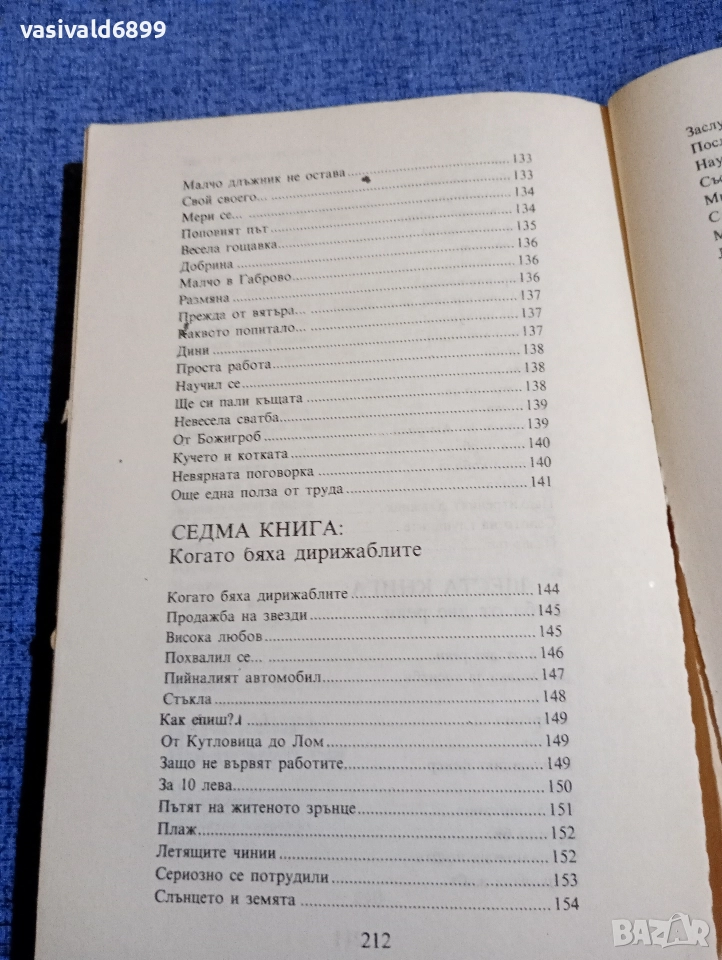 vasivald6899
Малчо длъжник не остава 133
Свой своего... 133
Мери се... 134
Поповият път 134
Весела гощавка 135
Добрина 136
Малчо в Габрово 136
Размяна 136
Прежда от вятъра... 137
Каквсто попитало... 137
Дини 137
Проста работа 138
Научил се 138
Ще си пали къщата 138
Невесела сватба 139
От Божигроб 139
Кучето и котката 140
Невярната поговорка 140
Още една полза от труда 141
СЕДМА КНИГА:
Когато бяха дирижаблите
Когато бяха дирижаблите 144
Продажба на звезди 145
Висока любов 145
Похвалил се... 146
Пийналият автомобил 147
Стъкла 148
Как спиш? 149
От Кутловица до Лом 149
Защо не вървят работите 149
За 10 лева 150
Пътят на житеното зрънце 151
Плаж 152
Летящите чинии 152
Сериозно се потрудили 153
Слънцето и земята 154
212
BAZAR